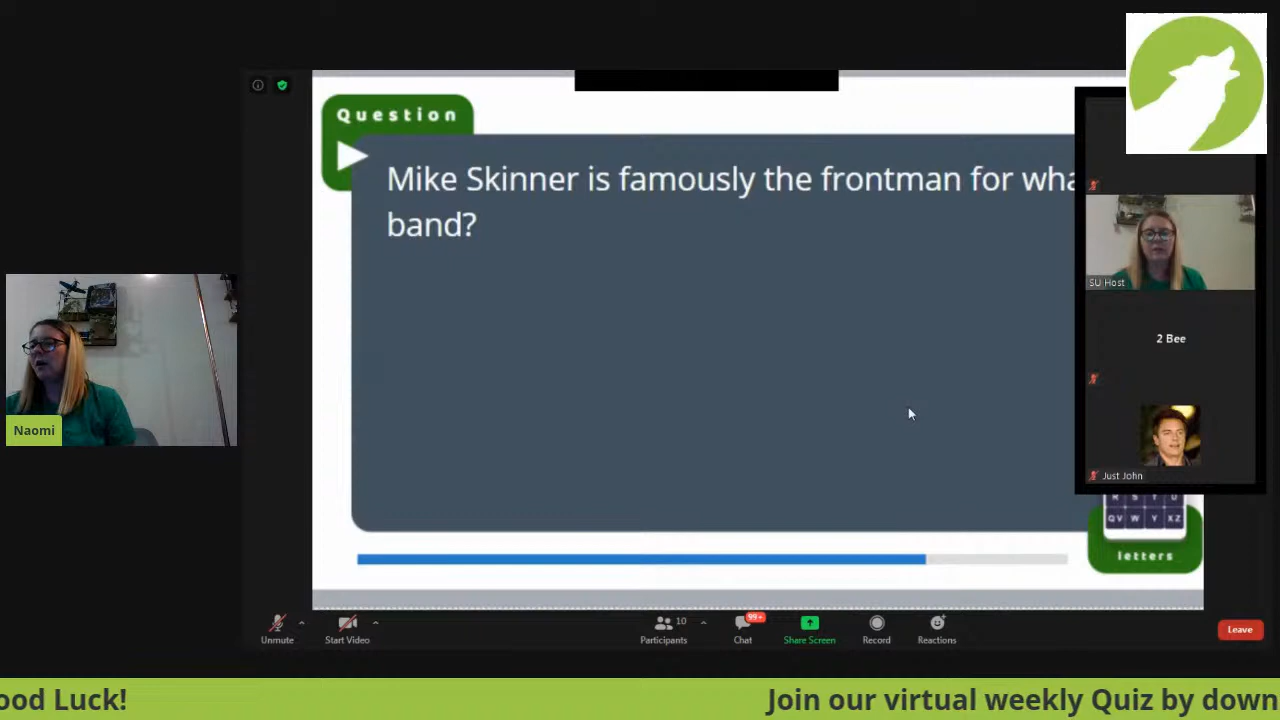 Question
Mike Skinner is famously the frontman for wha
band?
SU Host
2 Bee
Just John
Naomi
R S T U
QV W Y XZ
letters
Unmute
Start Video
Participants
10
Chat
99+
Share Screen
Record
Reactions
Leave
ood Luck!
Join our virtual weekly Quiz by down